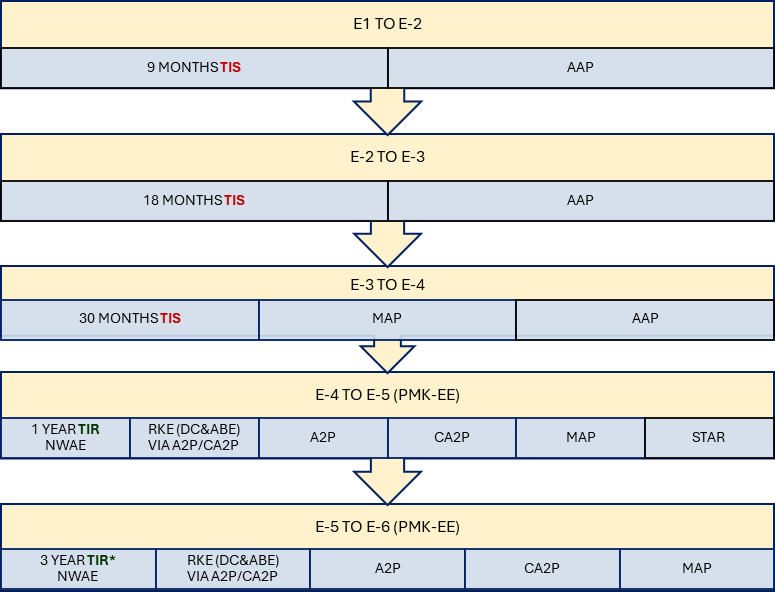 E1 TO E-2
9 MONTHS TIS
AAP
E-2 TO E-3
18 MONTHS TIS
AAP
E-3 TO E-4
30 MONTHS TIS
MAP
AAP
E-4 TO E-5 (PMK-EE)
1 YEAR TIR
NWAE
RKE (DC&ABE)
VIA A2P/CA2P
A2P
CA2P
MAP
STAR
E-5 TO E-6 (PMK-EE)
3 YEAR TIR*
NWAE
RKE (DC&ABE)
VIA A2P/CA2P
A2P
CA2P
MAP